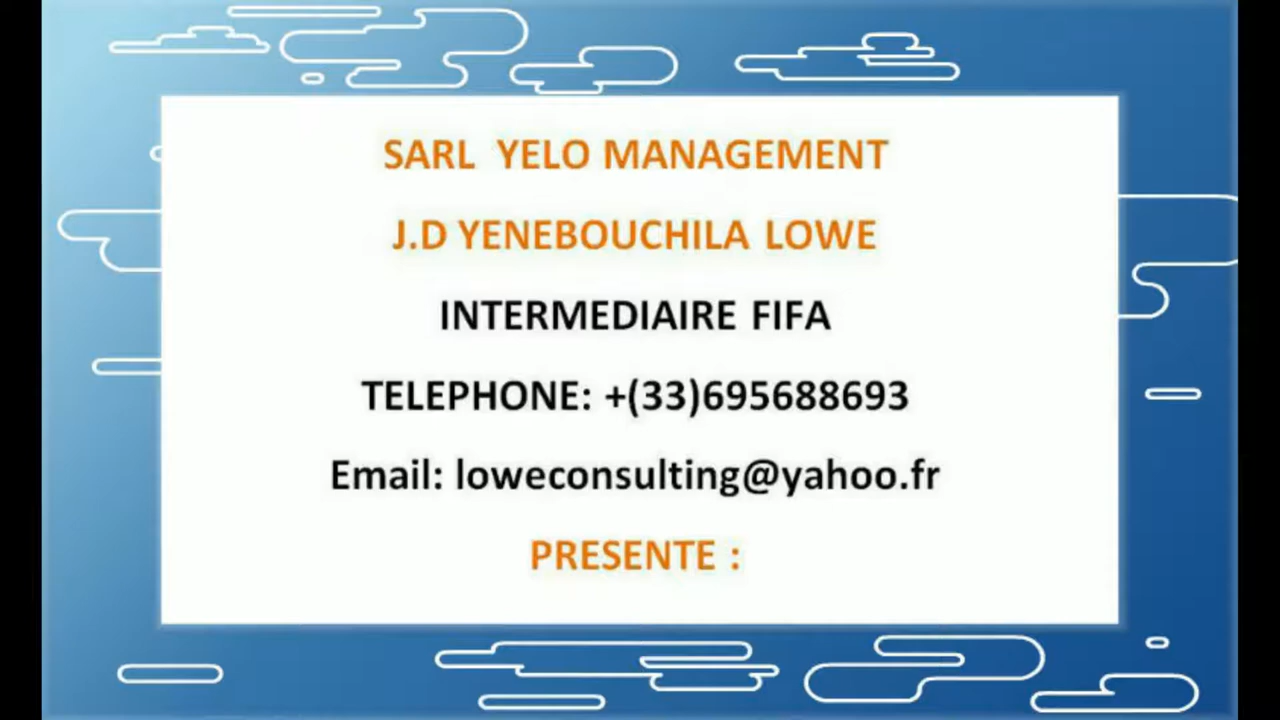 SARL YELO MANAGEMENT
J.D YENEBOUCHILA LOWE
INTERMEDIAIRE FIFA
TELEPHONE: +(33)695688693
Email: loweconsulting@yahoo.fr
PRESENTE :